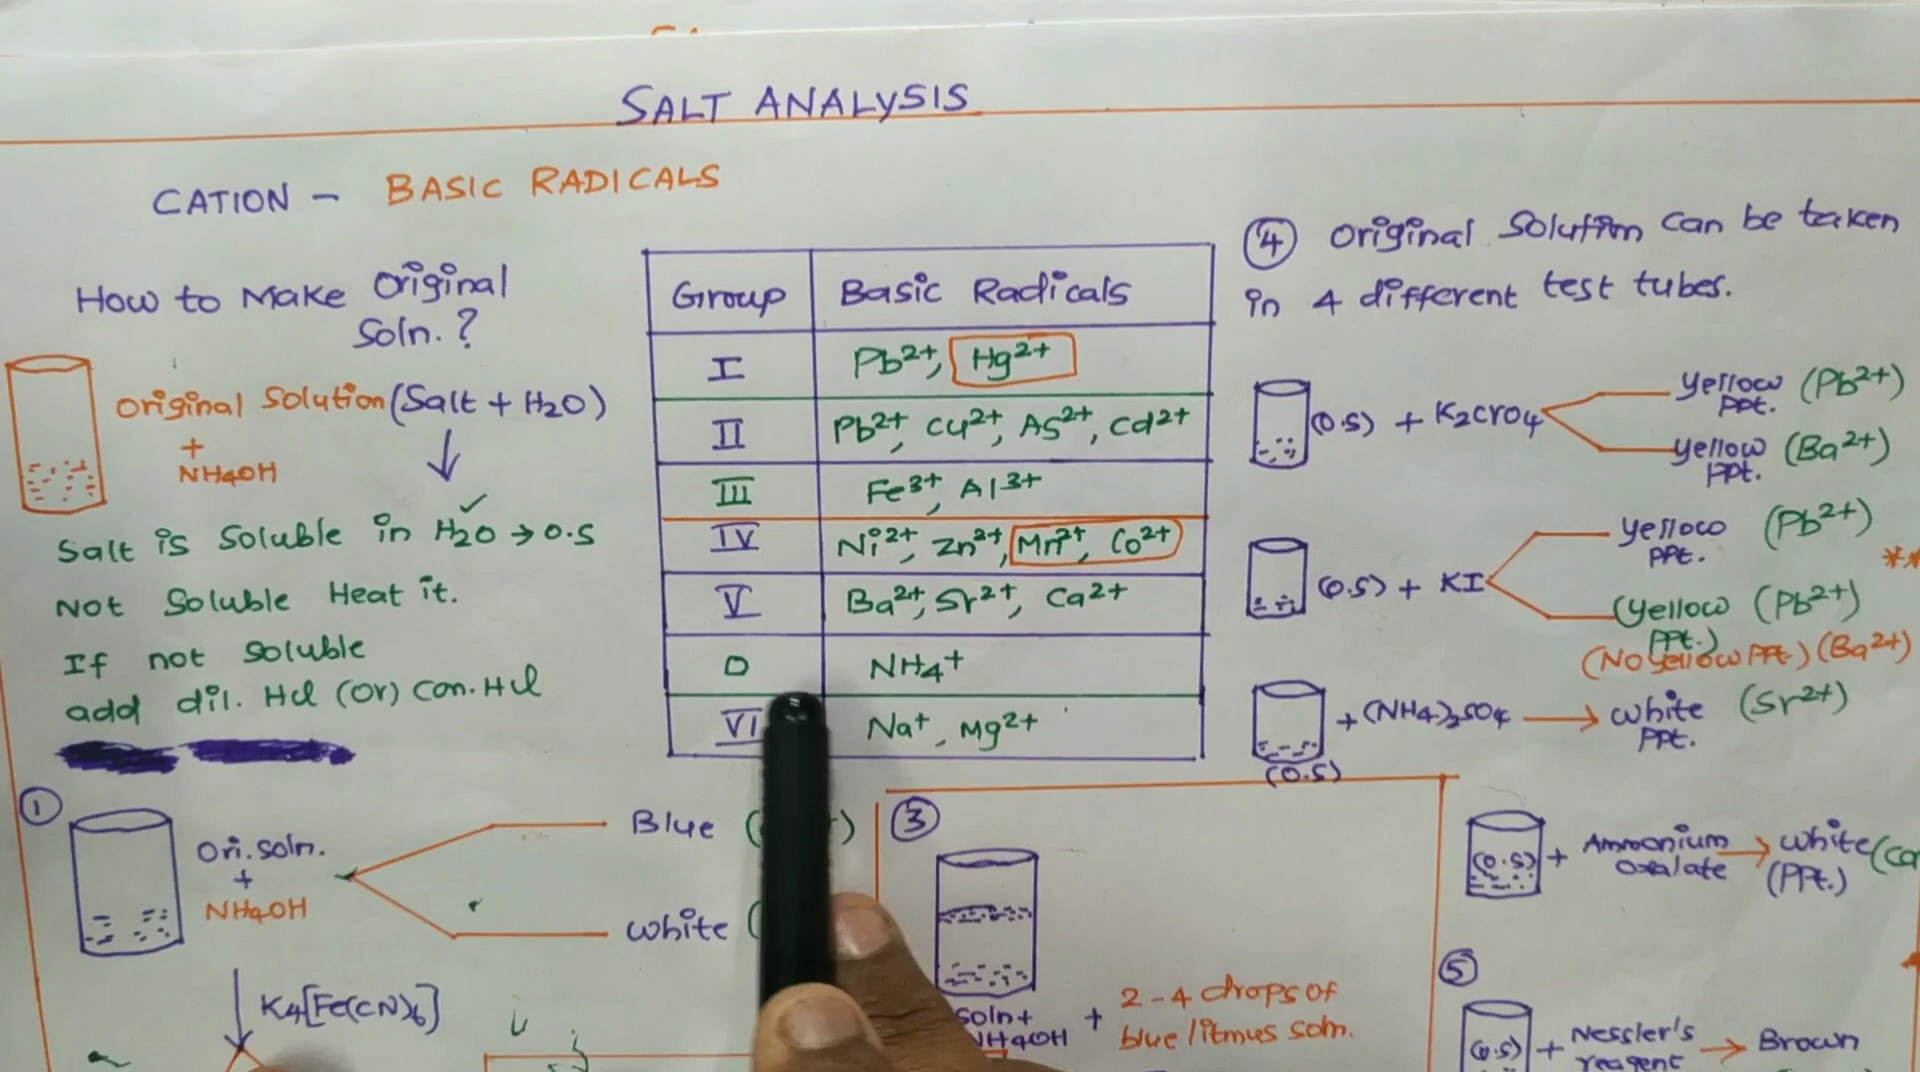 SALT ANALYSIS
CATION - BASIC RADICALS
How to Make Original
Soln.?
Original Solution (Salt + H2O)
+
NH4OH
Salt is Soluble in H2O → O.S
Not Soluble Heat it.
If not Soluble
add dil. Hcl (Or) Con. Hcl
Group Basic Radicals
I Pb2+, Hg2+
II Pb2+, Cu2+, As2+, Cd2+
III Fe3+, Al3+
IV Ni2+, Zn2+, Mn2+, Co2+
V Ba2+, Sr2+, Ca2+
O NH4+
VI Na+, Mg2+
④ Original Solution can be taken
in 4 different test tubes.
(O.S) + K2CrO4
Yellow (Pb2+)
PPt.
Yellow (Ba2+)
PPt.
(O.S) + KI
Yellow (Pb2+)
PPt.
**
(Yellow (Pb2+)
PPt.)
(No Yellow PPt.) (Ba2+)
+ (NH4)2SO4 → White (Sr2+)
PPt.
(O.S)
(O.S) + Ammonium → White (Ca
Oxalate (PPt.)
① Ori. Soln.
+
NH4OH
Blue (
White (
K4[Fe(CN)6]
③
Soln +
NH4OH
+ 2-4 drops of
blue litmus soln.
⑤
(O.S) + Nessler's → Brown
reagent